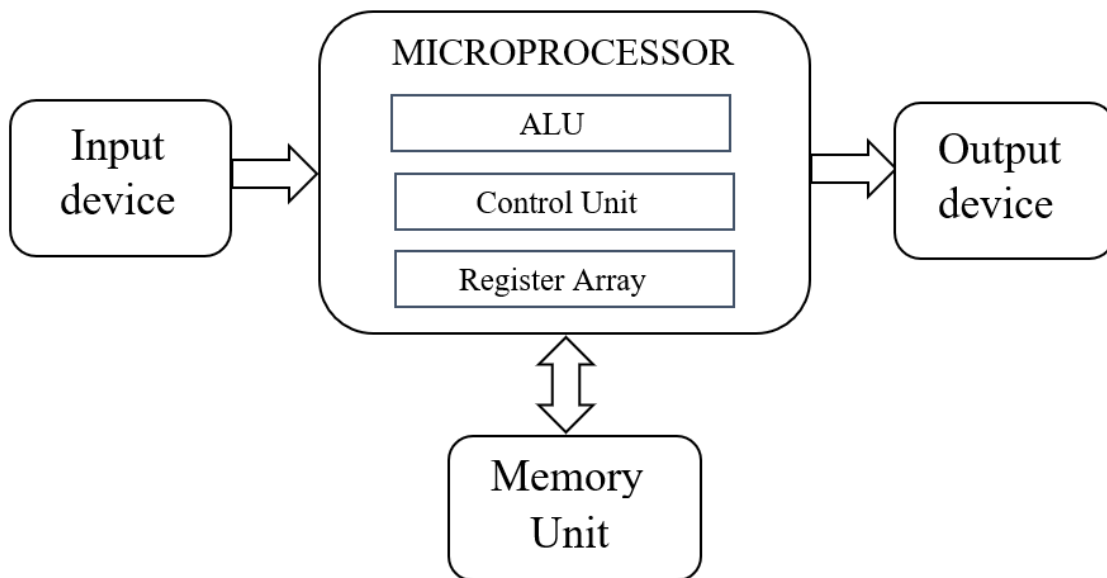 MICROPROCESSOR
Input
device
ALU
Control Unit
Register Array
Output
device
Memory
Unit